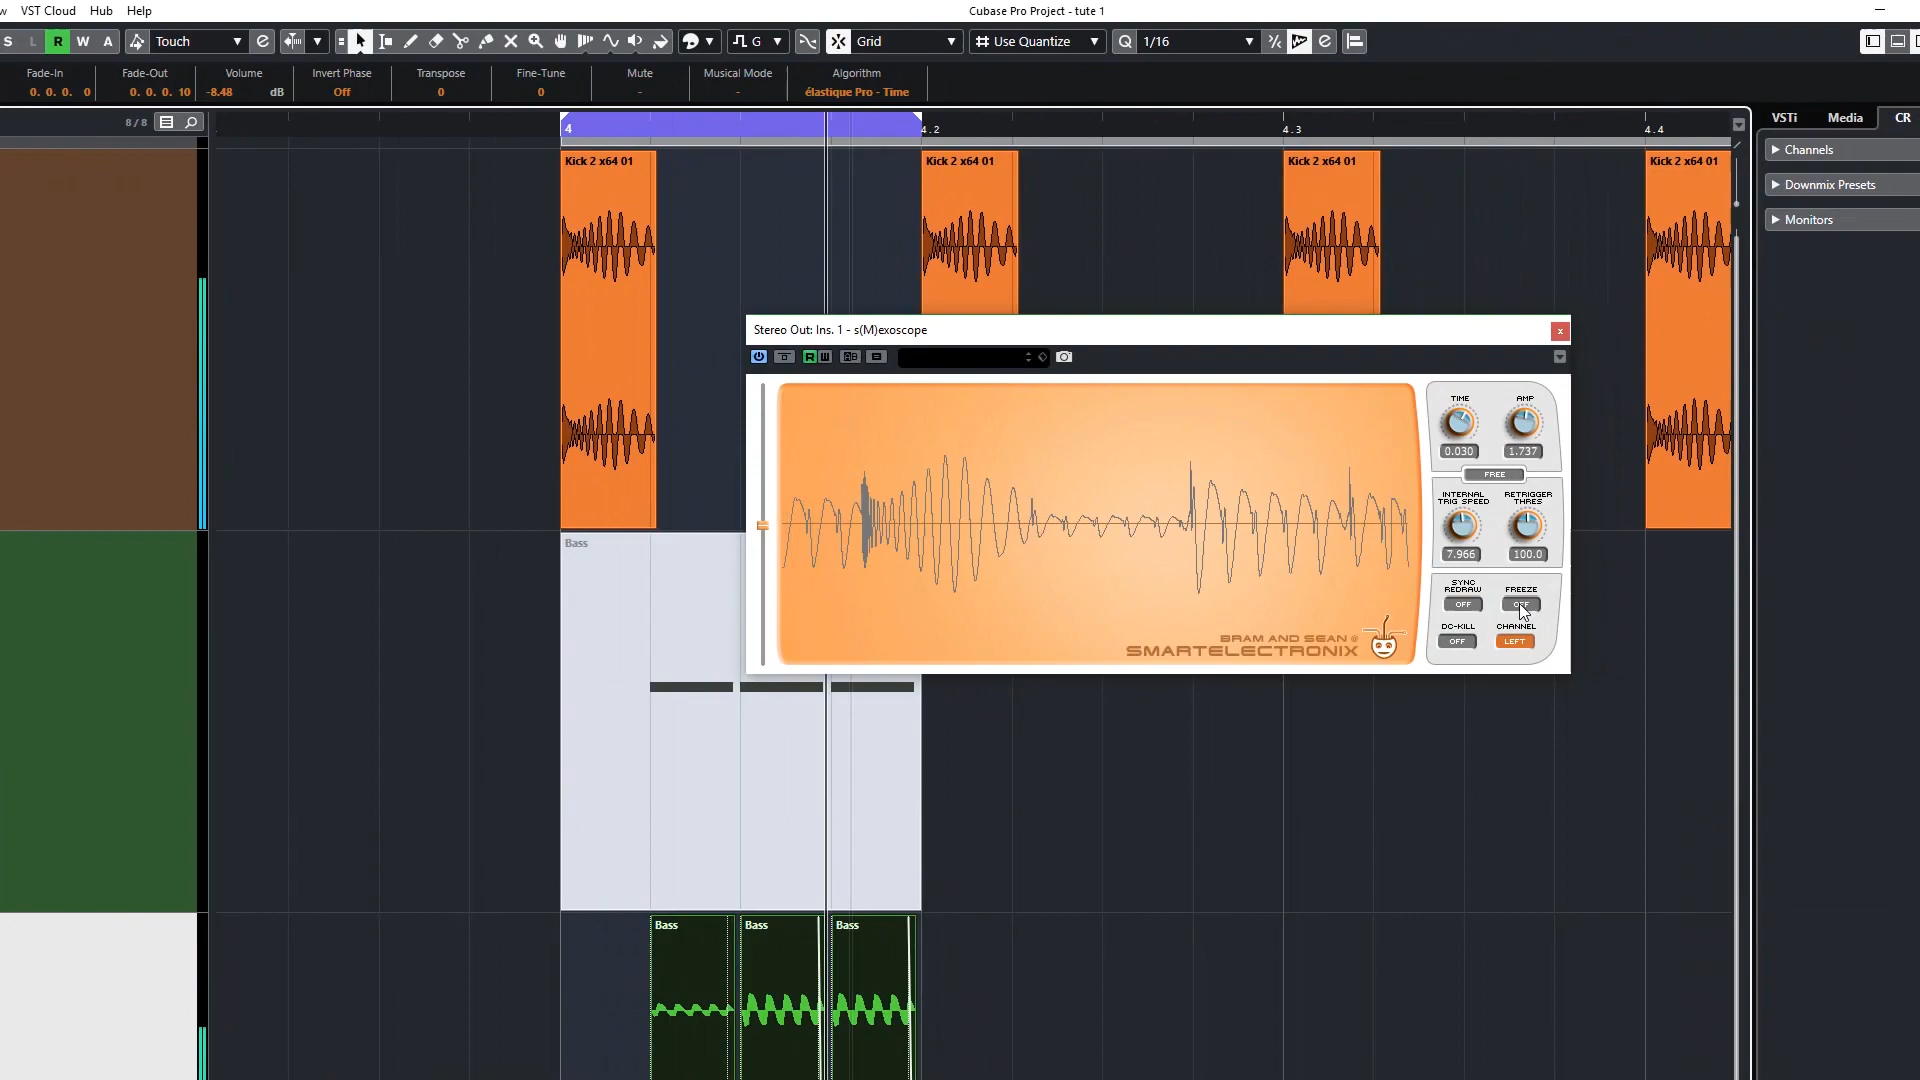 w VST Cloud Hub Help
Cubase Pro Project - tute 1
S L R W A Touch G Grid Use Quantize Q 1/16
Fade-In Fade-Out Volume Invert Phase Transpose Fine-Tune Mute Musical Mode Algorithm
0. 0. 0. 0 0. 0. 0. 10 -8.48 dB Off 0 0 - - élastique Pro - Time
8 / 8
4 4.2 4.3 4.4
VSTi Media CR
Channels
Downmix Presets
Monitors
Kick 2 x64 01 Kick 2 x64 01 Kick 2 x64 01 Kick 2 x64 01
Stereo Out: Ins. 1 - s(M)exoscope
x
R W
TIME AMP
0.030 1.737
FREE
INTERNAL TRIG SPEED
RETRIGGER THRES
7.966 100.0
SYNC REDRAW
FREEZE
OFF OFF
DC-KILL CHANNEL
OFF LEFT
BRAM AND SEAN @
SMARTELECTRONIX
Bass
Bass Bass Bass